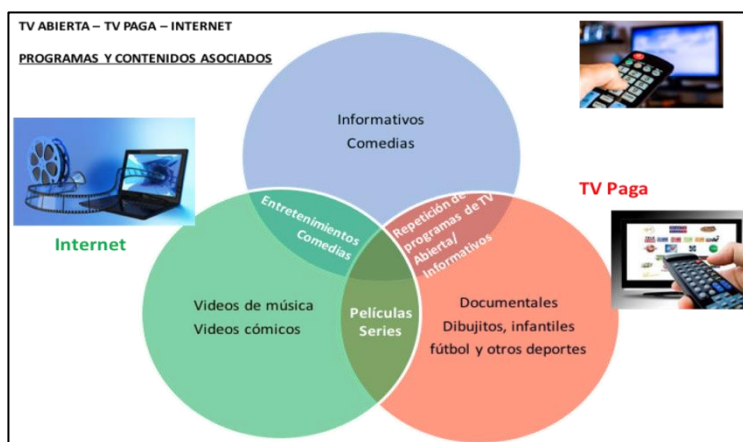 TV ABIERTA – TV PAGA – INTERNET
PROGRAMAS Y CONTENIDOS ASOCIADOS
Informativos
Comedias
TV Paga
Entretenimientos
Comedias
Repetición de
programas de TV
Abierta/
Informativos
Internet
Videos de música
Videos cómicos
Películas
Series
Documentales
Dibujitos, infantiles
fútbol y otros deportes